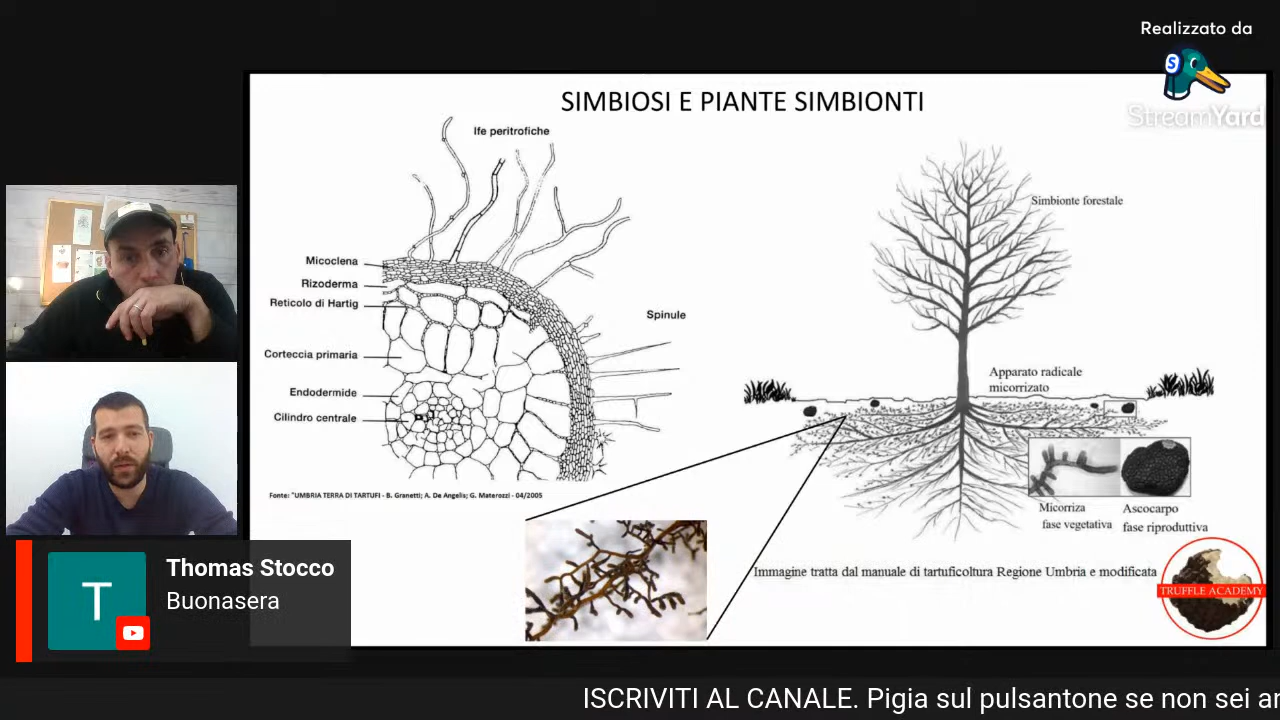 Realizzato da
StreamYard
SIMBIOSI E PIANTE SIMBIONTI
Ife peritrofiche
Micoclena
Rizoderma
Reticolo di Hartig
Corteccia primaria
Endodermide
Cilindro centrale
Spinule
Fonte: "UMBRIA TERRA DI TARTUFI - B. Granetti; A. De Angelis; G. Materozzi - 04/2005
Simbionte forestale
Apparato radicale
micorrizato
Micorriza
fase vegetativa
Ascocarpo
fase riproduttiva
Immagine tratta dal manuale di tartuficoltura Regione Umbria e modificata
TRUFFLE ACADEMY
T
Thomas Stocco
Buonasera
ISCRIVITI AL CANALE. Pigia sul pulsantone se non sei